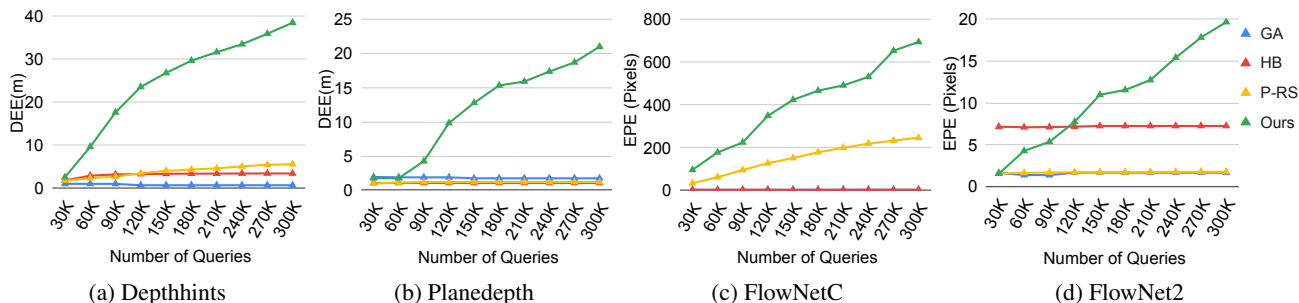 DEE(m)
40
30
20
10
0
30K 60K 90K 120K 150K 180K 210K 240K 270K 300K
Number of Queries
(a) Depthhints
DEE(m)
25
20
15
10
5
0
30K 60K 90K 120K 150K 180K 210K 240K 270K 300K
Number of Queries
(b) Planedepth
EPE (Pixels)
800
600
400
200
0
30K 60K 90K 120K 150K 180K 210K 240K 270K 300K
Number of Queries
(c) FlowNetC
EPE (Pixels)
20
15
10
5
0
30K 60K 90K 120K 150K 180K 210K 240K 270K 300K
Number of Queries
(d) FlowNet2
GA
HB
P-RS
Ours